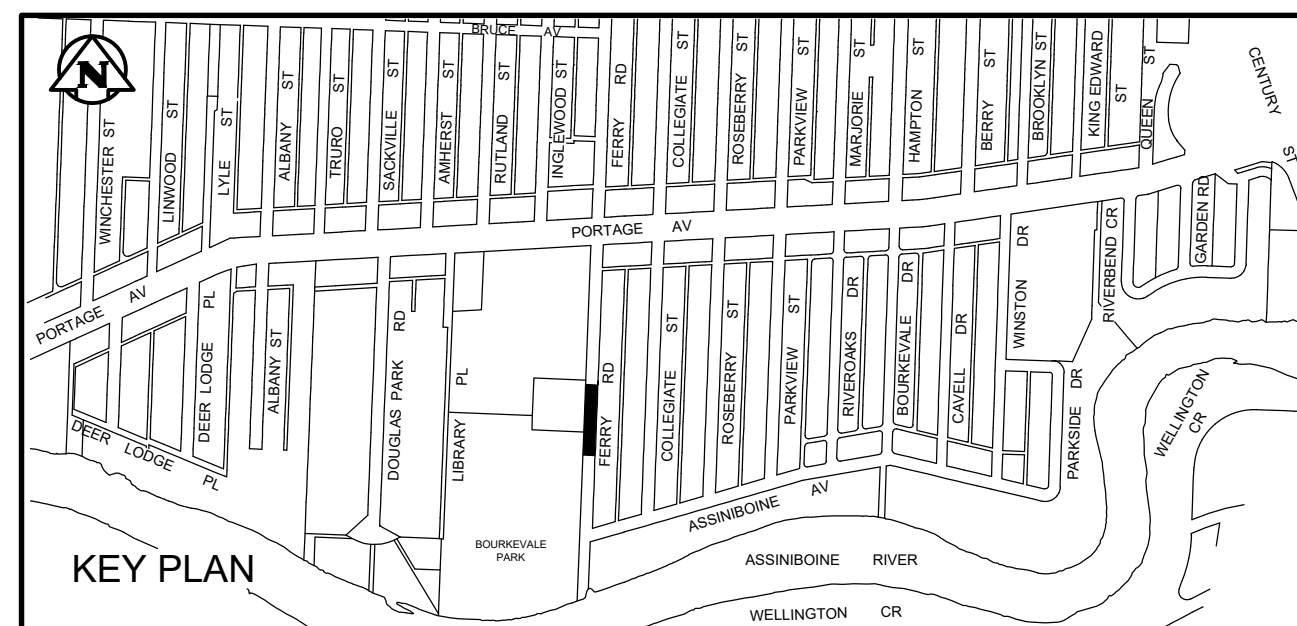 BRUCE AV
N
WINCHESTER ST
LINWOOD ST
LYLE ST
ALBANY ST
TRURO ST
SACKVILLE ST
AMHERST ST
RUTLAND ST
INGLEWOOD ST
FERRY RD
COLLEGIATE ST
ROSEBERRY ST
PARKVIEW ST
MARJORIE ST
HAMPTON ST
BERRY ST
BROOKLYN ST
KING EDWARD ST
QUEEN ST
CENTURY ST
PORTAGE AV
PORTAGE AV
GARDEN RD
RIVERBEND CR
DEER LODGE PL
ALBANY ST
DOUGLAS PARK RD
LIBRARY PL
FERRY RD
COLLEGIATE ST
ROSEBERRY ST
PARKVIEW ST
RIVEROAKS DR
BOURKEVALE DR
CAVELL DR
WINSTON DR
PARKSIDE DR
WELLINGTON
CR
DEER LODGE PL
ASSINIBOINE AV
BOURKEVALE
PARK
ASSINIBOINE RIVER
KEY PLAN
WELLINGTON CR